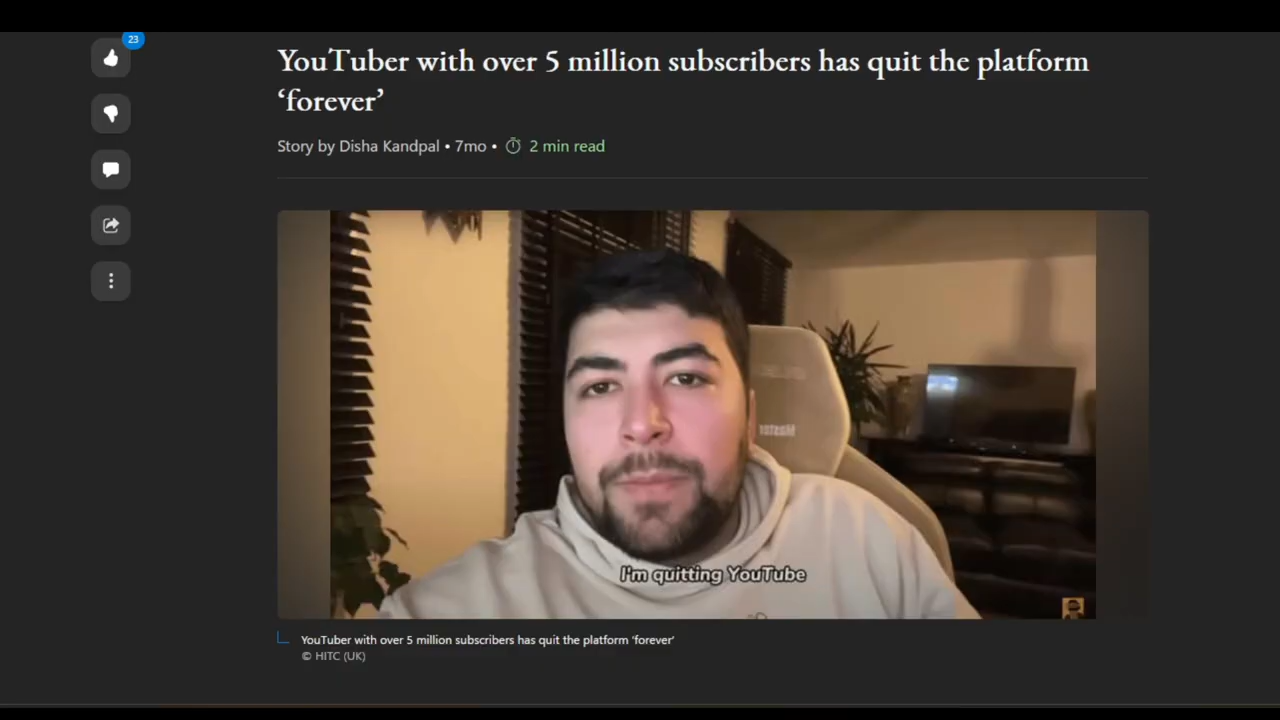 23
YouTuber with over 5 million subscribers has quit the platform
‘forever’
Story by Disha Kandpal • 7mo • 2 min read
I'm quitting YouTube
YouTuber with over 5 million subscribers has quit the platform ‘forever’
© HITC (UK)